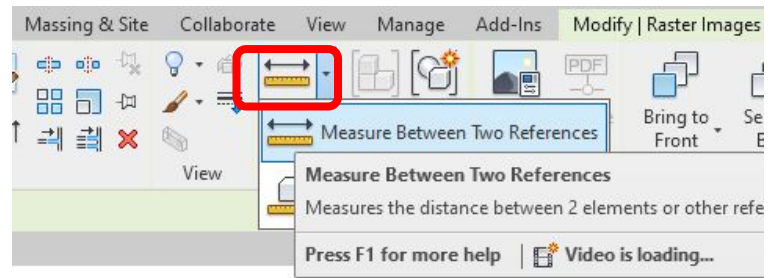 Massing & Site Collaborate View Manage Add-Ins Modify | Raster Images
PDF
Bring to
Front
View
Measure Between Two References
Measure Between Two References
Measures the distance between 2 elements or other
Press F1 for more help Video is loading...